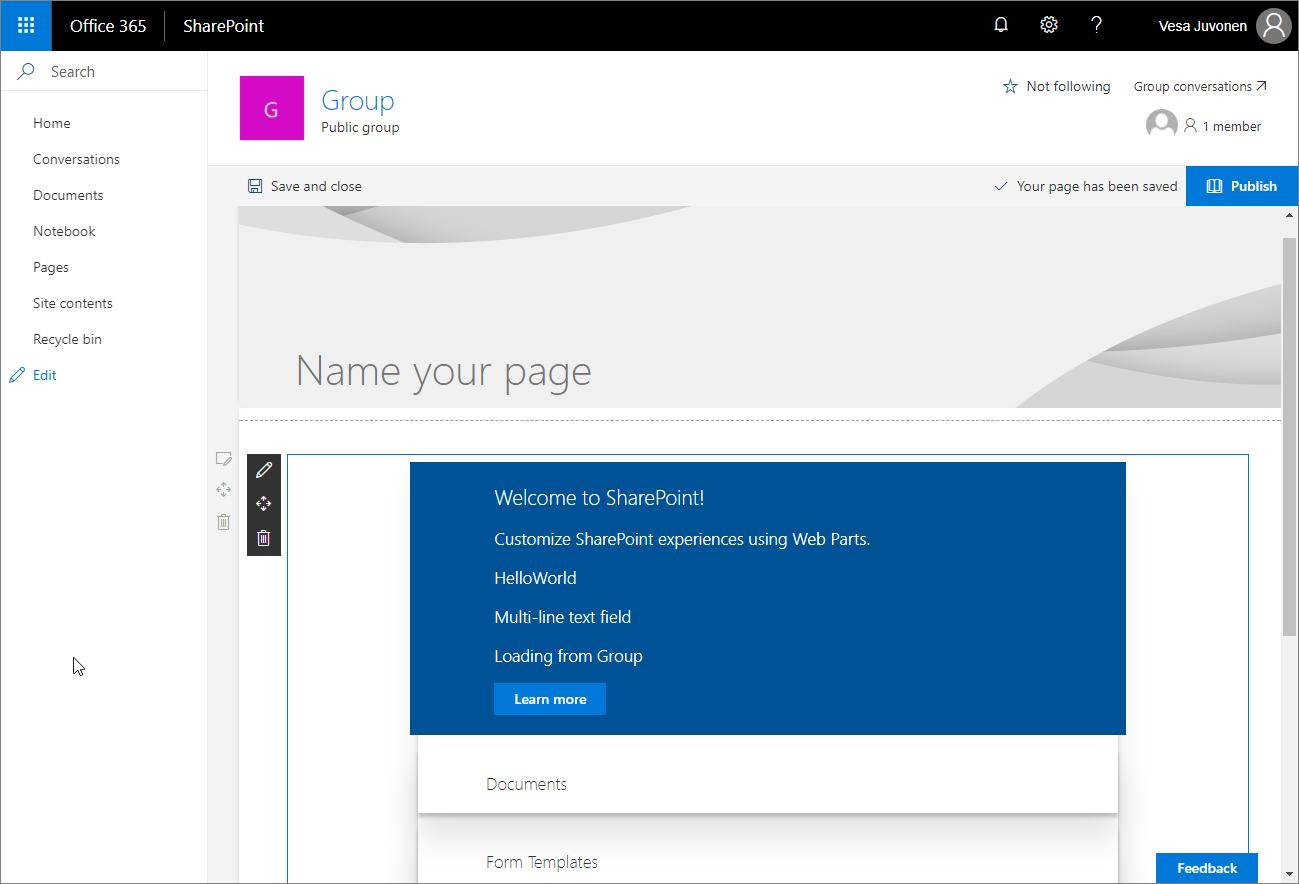 Office 365 SharePoint ? Vesa Juvonen
Search
Home
Conversations
Documents
Notebook
Pages
Site contents
Recycle bin
Edit
G
Group
Public group
Not following Group conversations
1 member
Save and close Your page has been saved Publish
Name your page
Welcome to SharePoint!
Customize SharePoint experiences using Web Parts.
HelloWorld
Multi-line text field
Loading from Group
Learn more
Documents
Form Templates
Feedback